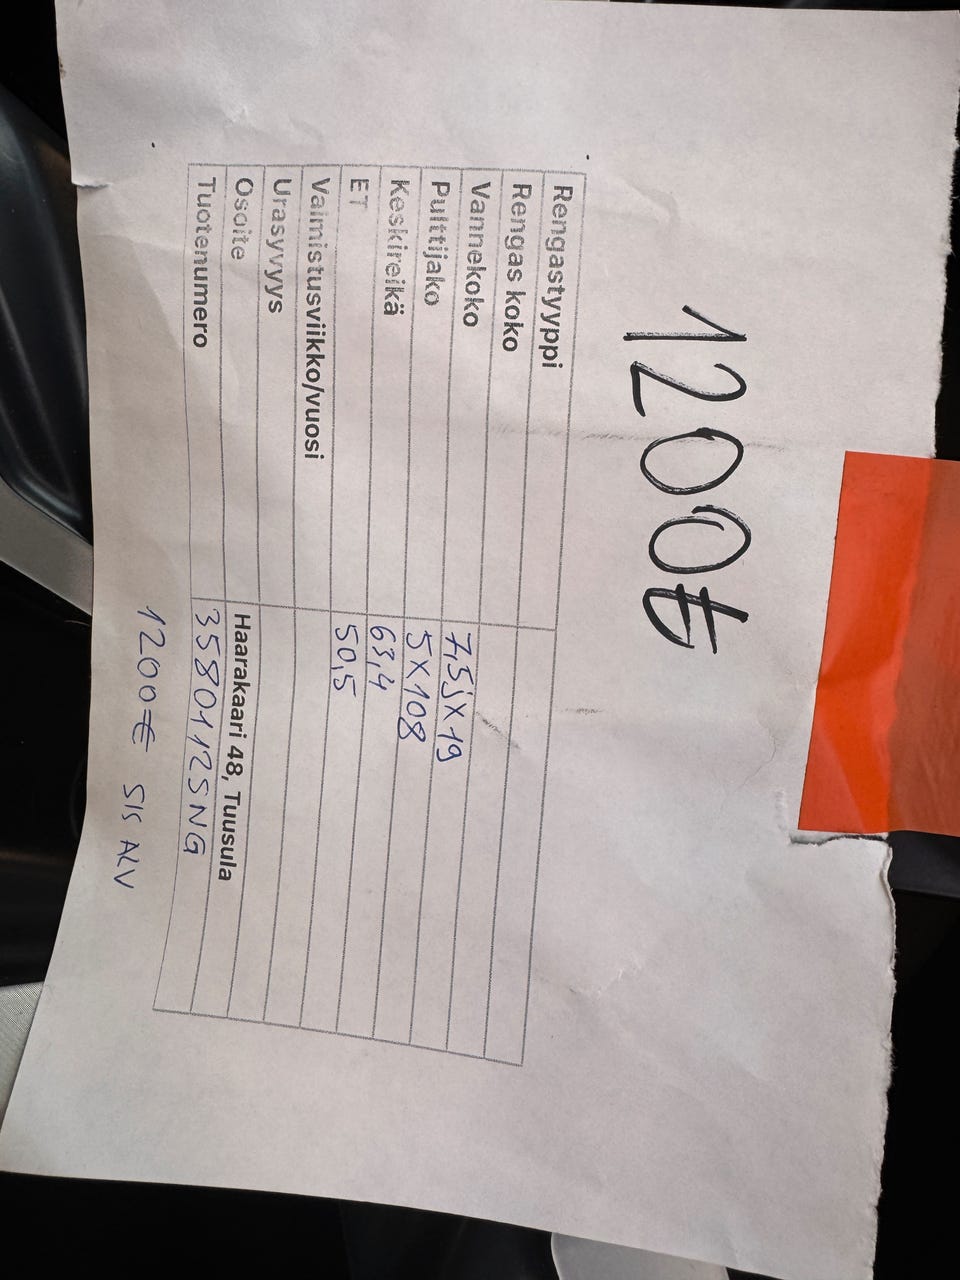 1200€
Rengastyyppi
Rengas koko
Vannekoko 7,5jx19
Pulttijako 5x108
Keskireikä 63,4
ET 50,5
Valmistusviikko/vuosi
Urasyvyys
Osoite Haarakaari 48, Tuusula
Tuotenumero 3580112SNG
1200€ SIS ALV